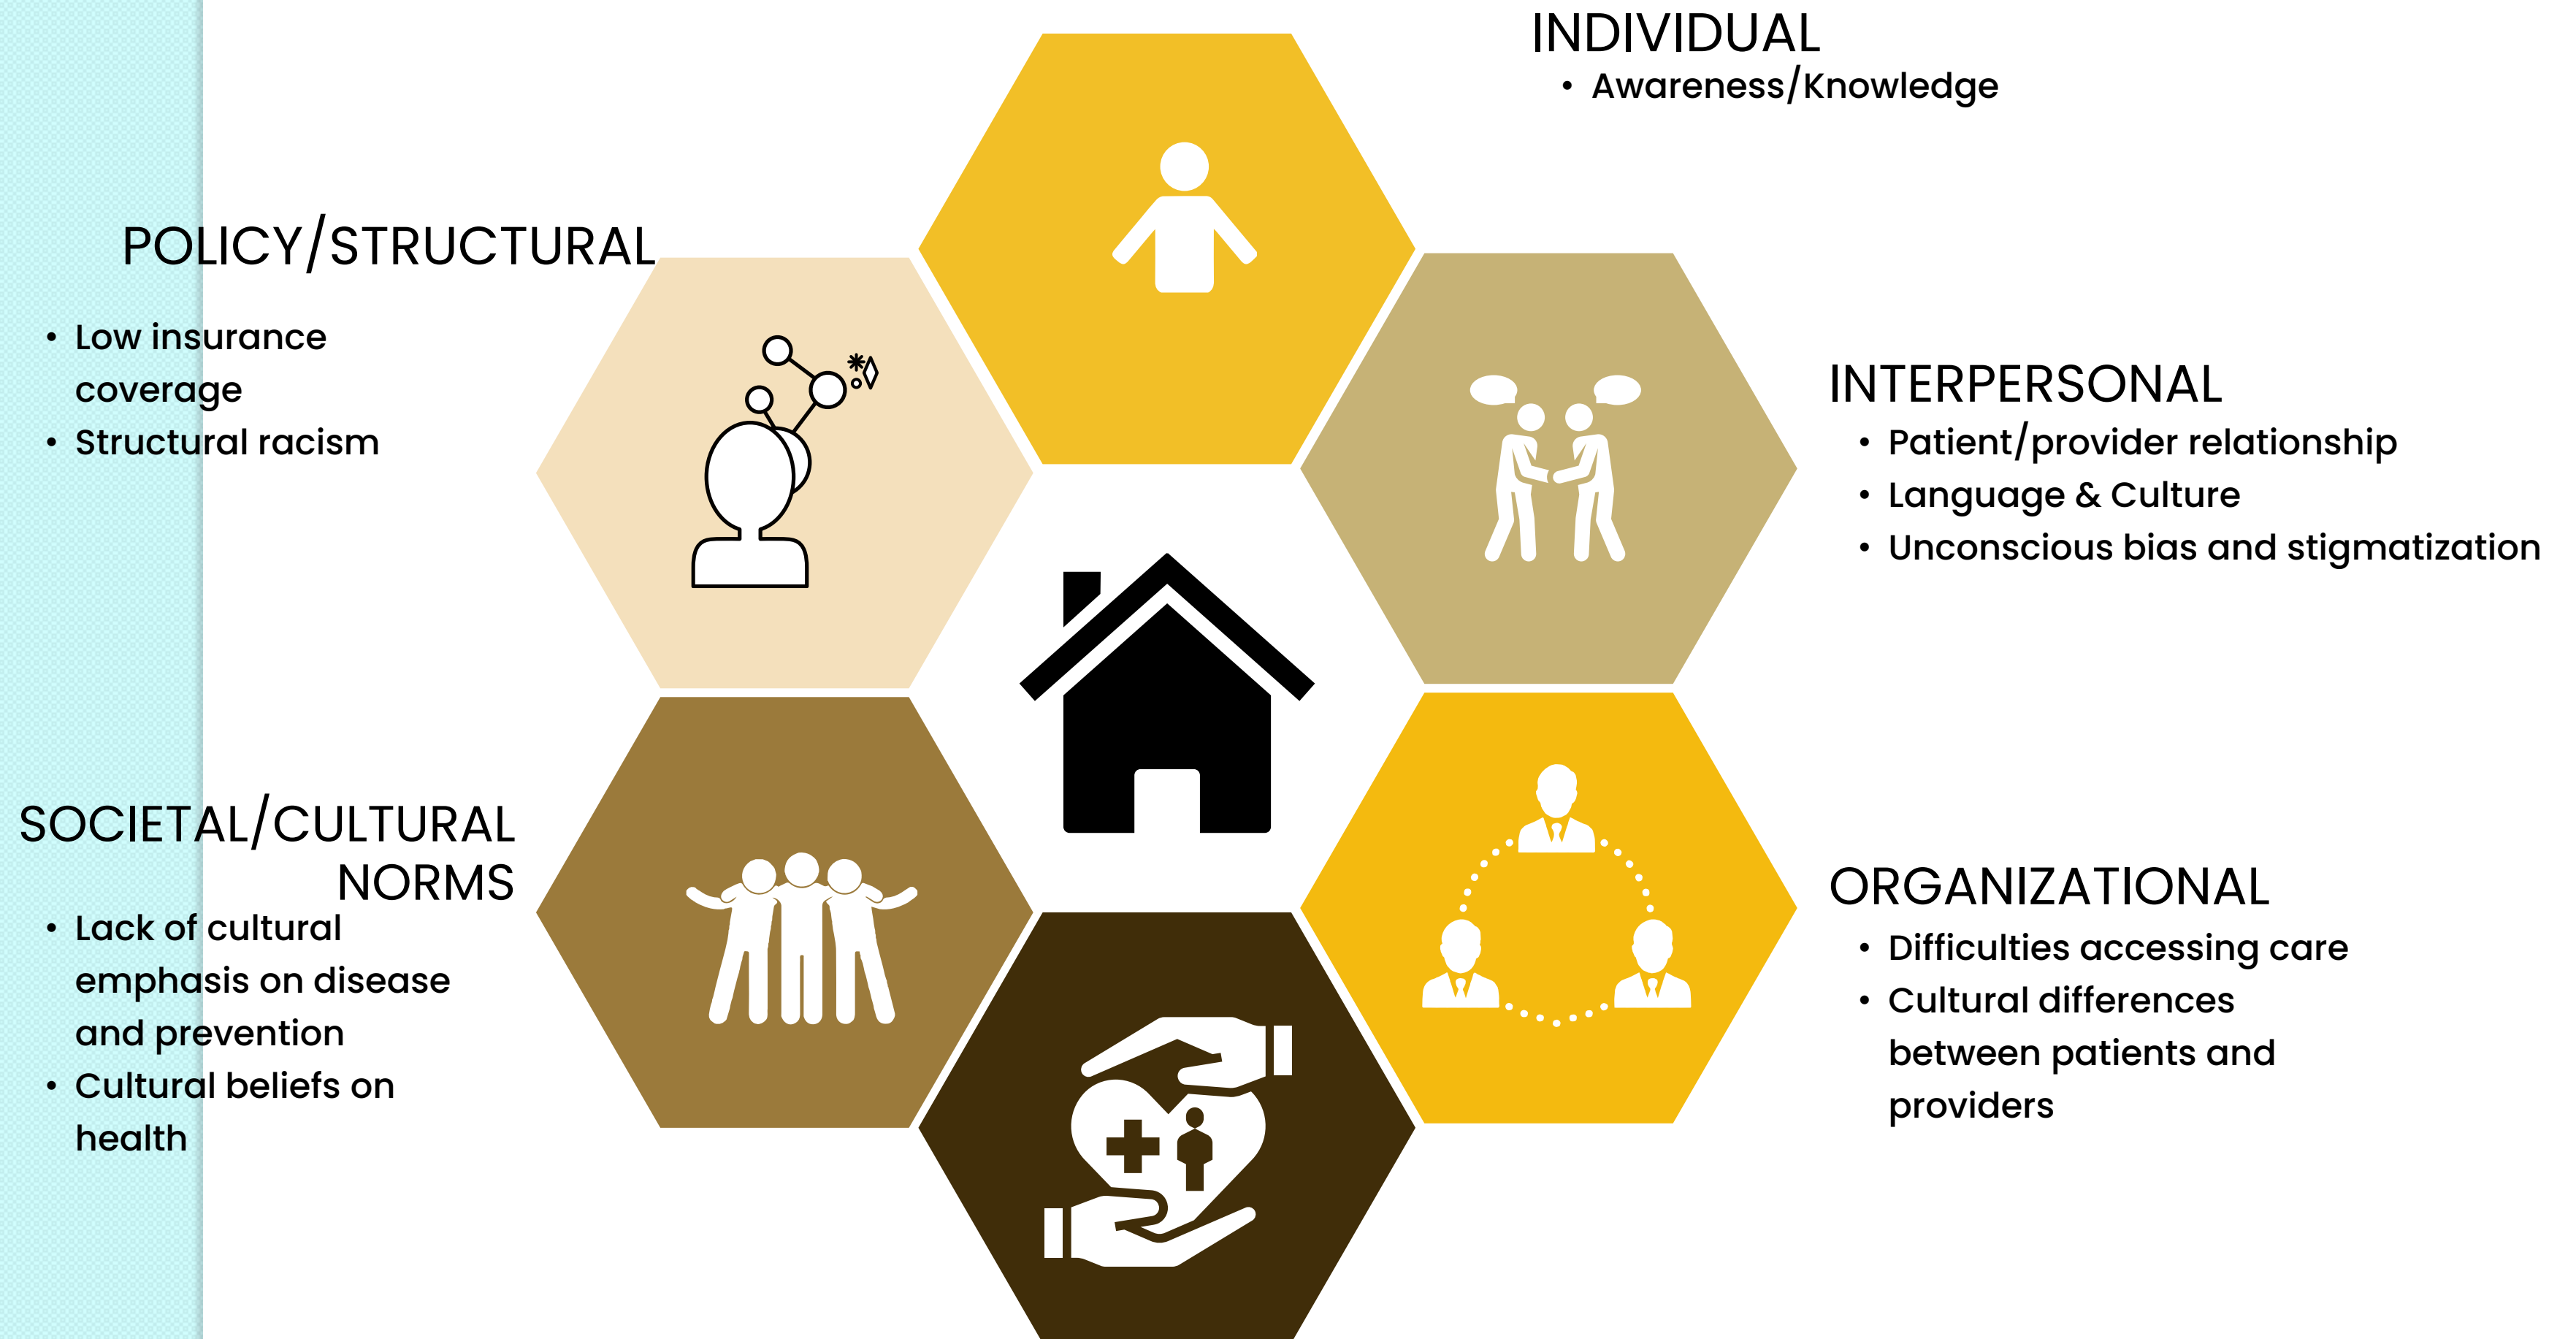 INDIVIDUAL
• Awareness/Knowledge
POLICY/STRUCTURAL
• Low insurance
coverage
• Structural racism
INTERPERSONAL
• Patient/provider relationship
• Language & Culture
• Unconscious bias and stigmatization
SOCIETAL/CULTURAL
NORMS
• Lack of cultural
emphasis on disease
and prevention
• Cultural beliefs on
health
ORGANIZATIONAL
• Difficulties accessing care
• Cultural differences
between patients and
providers